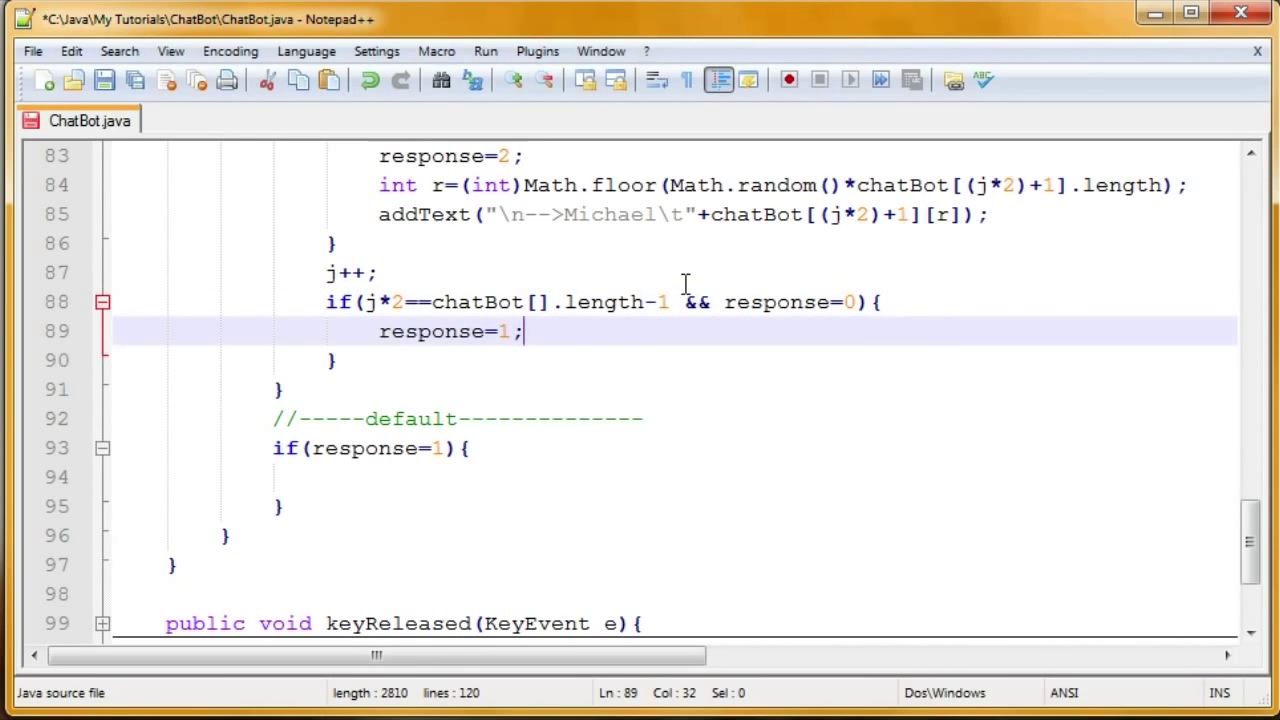 *C:\Java\My Tutorials\ChatBot\ChatBot.java - Notepad++
File Edit Search View Encoding Language Settings Macro Run Plugins Window ? X
ABC
ChatBot.java
83 response=2;
84 int r=(int)Math.floor(Math.random()*chatBot[(j*2)+1].length);
85 addText("\n-->Michael\t"+chatBot[(j*2)+1][r]);
86 }
87 j++;
88 if(j*2==chatBot[].length-1 && response=0){
89 response=1;
90 }
91 }
92 //-----default--------------
93 if(response=1){
94
95 }
96 }
97 }
98
99 public void keyReleased(KeyEvent e){
Java source file length : 2810 lines : 120 Ln : 89 Col : 32 Sel : 0 Dos\Windows ANSI INS